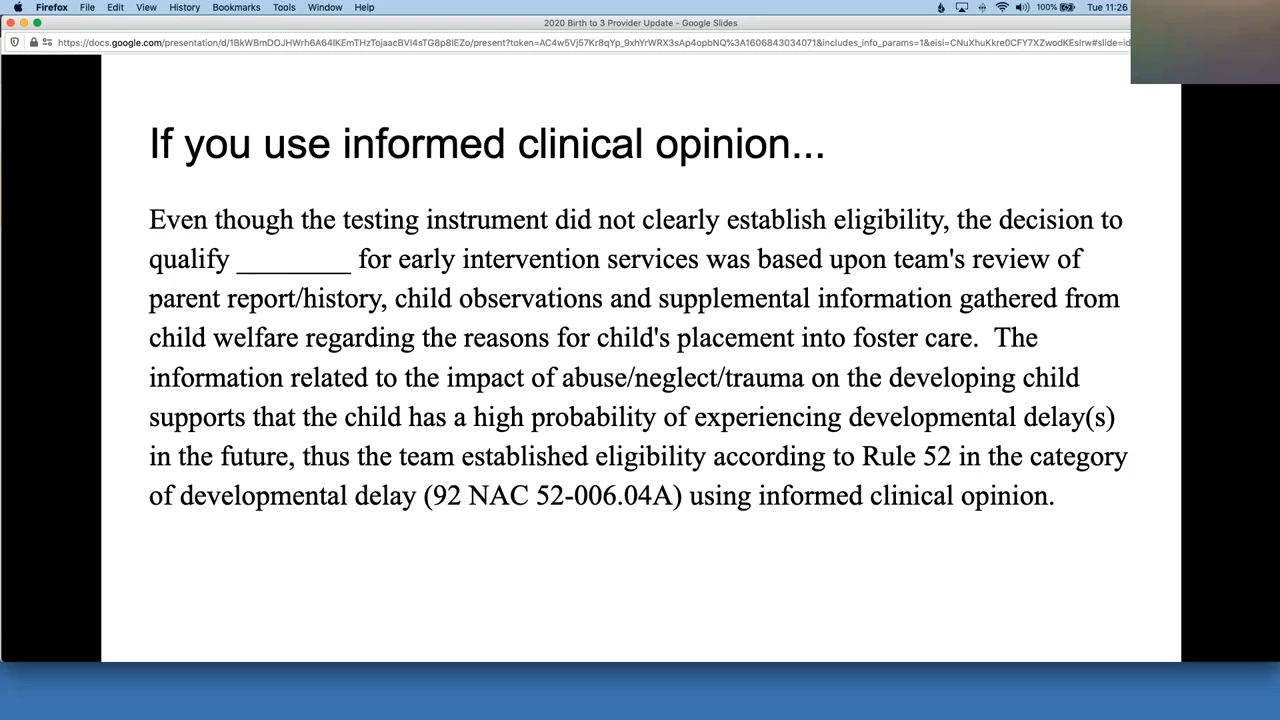 Firefox File Edit View History Bookmarks Tools Window Help 100% Tue 11:26
2020 Birth to 3 Provider Update - Google Slides
If you use informed clinical opinion...
Even though the testing instrument did not clearly establish eligibility, the decision to
qualify ________ for early intervention services was based upon team's review of
parent report/history, child observations and supplemental information gathered from
child welfare regarding the reasons for child's placement into foster care.  The
information related to the impact of abuse/neglect/trauma on the developing child
supports that the child has a high probability of experiencing developmental delay(s)
in the future, thus the team established eligibility according to Rule 52 in the category
of developmental delay (92 NAC 52-006.04A) using informed clinical opinion.